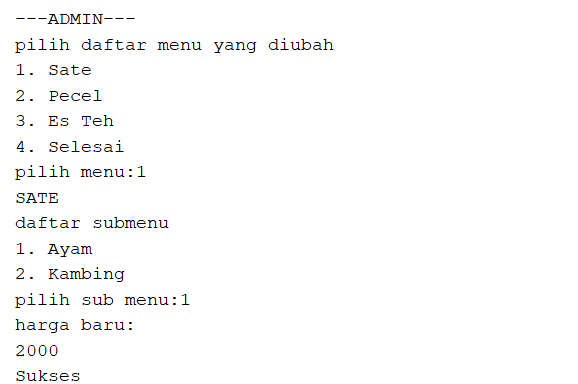 ---ADMIN---
pilih daftar menu yang diubah
1. Sate
2. Pecel
3. Es Teh
4. Selesai
pilih menu:1
SATE
daftar submenu
1. Ayam
2. Kambing
pilih sub menu:1
harga baru:
2000
Sukses